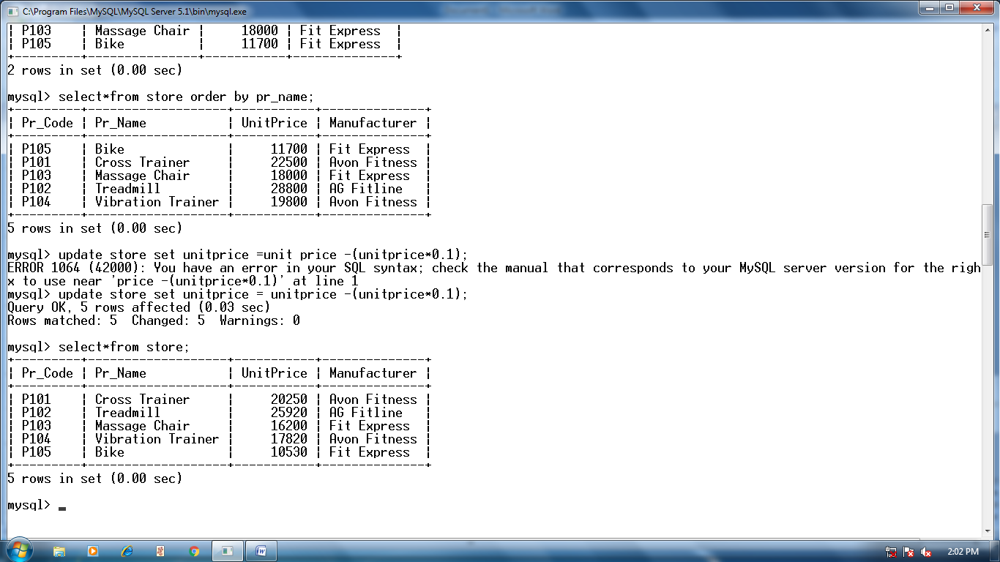 C:\Program Files\MySQL\MySQL Server 5.1\bin\mysql.exe
| P103     | Massage Chair |      18000 | Fit Express  |
| P105     | Bike          |      11700 | Fit Express  |
+----------+---------------+------------+--------------+
2 rows in set (0.00 sec)
mysql> select*from store order by pr_name;
+----------+-------------------+-----------+--------------+
| Pr_Code | Pr_Name           | UnitPrice | Manufacturer |
+----------+-------------------+-----------+--------------+
| P105    | Bike              |     11700 | Fit Express  |
| P101    | Cross Trainer     |     22500 | Avon Fitness |
| P103    | Massage Chair     |     18000 | Fit Express  |
| P102    | Treadmill         |     28800 | AG Fitline   |
| P104    | Vibration Trainer |     19800 | Avon Fitness |
+----------+-------------------+-----------+--------------+
5 rows in set (0.00 sec)
mysql> update store set unitprice =unit price -(unitprice*0.1);
ERROR 1064 (42000): You have an error in your SQL syntax; check the manual that corresponds to your MySQL server version for the righ
x to use near 'price -(unitprice*0.1)' at line 1
mysql> update store set unitprice = unitprice -(unitprice*0.1);
Query OK, 5 rows affected (0.03 sec)
Rows matched: 5  Changed: 5  Warnings: 0
mysql> select*from store;
+----------+-------------------+-----------+--------------+
| Pr_Code | Pr_Name           | UnitPrice | Manufacturer |
+----------+-------------------+-----------+--------------+
| P101    | Cross Trainer     |     20250 | Avon Fitness |
| P102    | Treadmill         |     25920 | AG Fitline   |
| P103    | Massage Chair     |     16200 | Fit Express  |
| P104    | Vibration Trainer |     17820 | Avon Fitness |
| P105    | Bike              |     10530 | Fit Express  |
+----------+-------------------+-----------+--------------+
5 rows in set (0.00 sec)
mysql>
2:02 PM